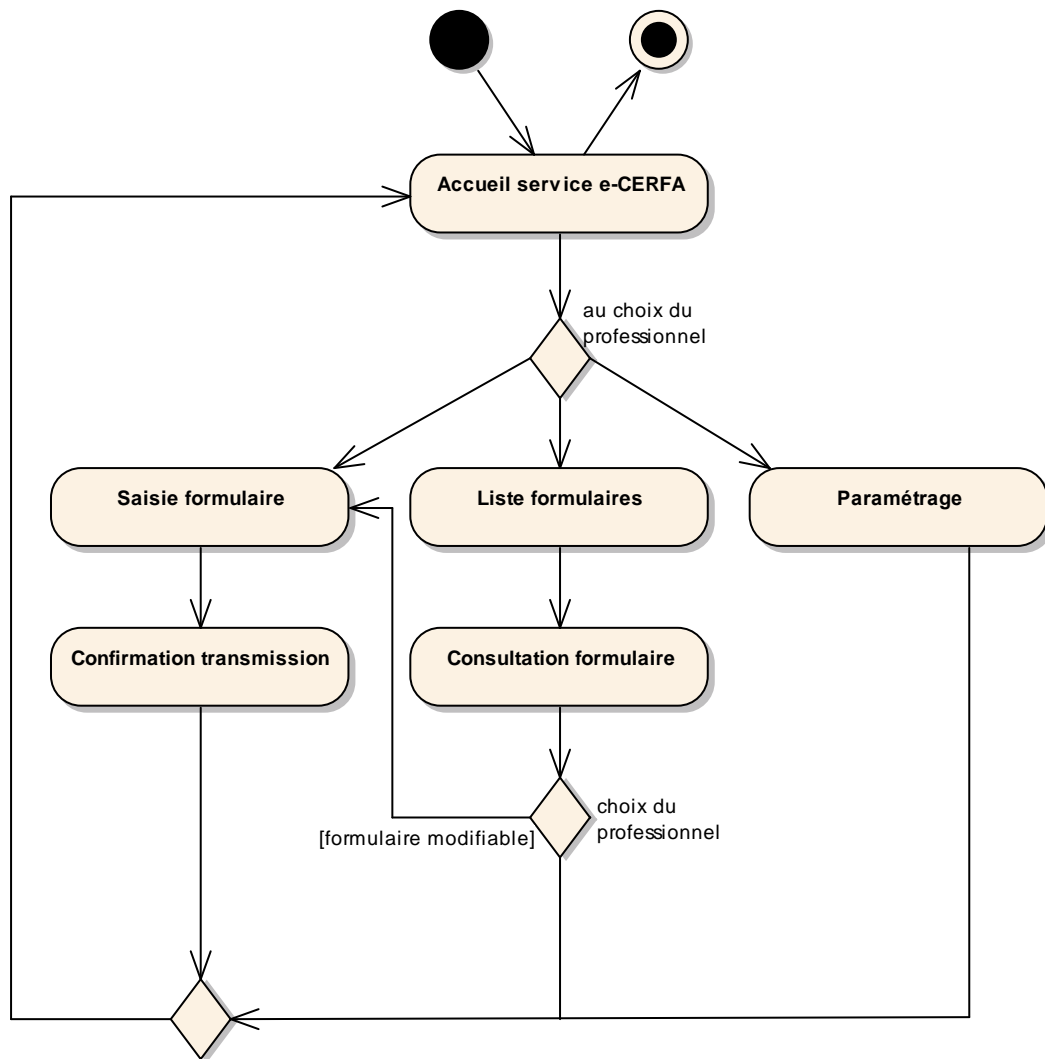 Accueil service e-CERFA
au choix du
professionnel
Saisie formulaire
Liste formulaires
Paramétrage
Confirmation transmission
Consultation formulaire
choix du
professionnel
[formulaire modifiable]